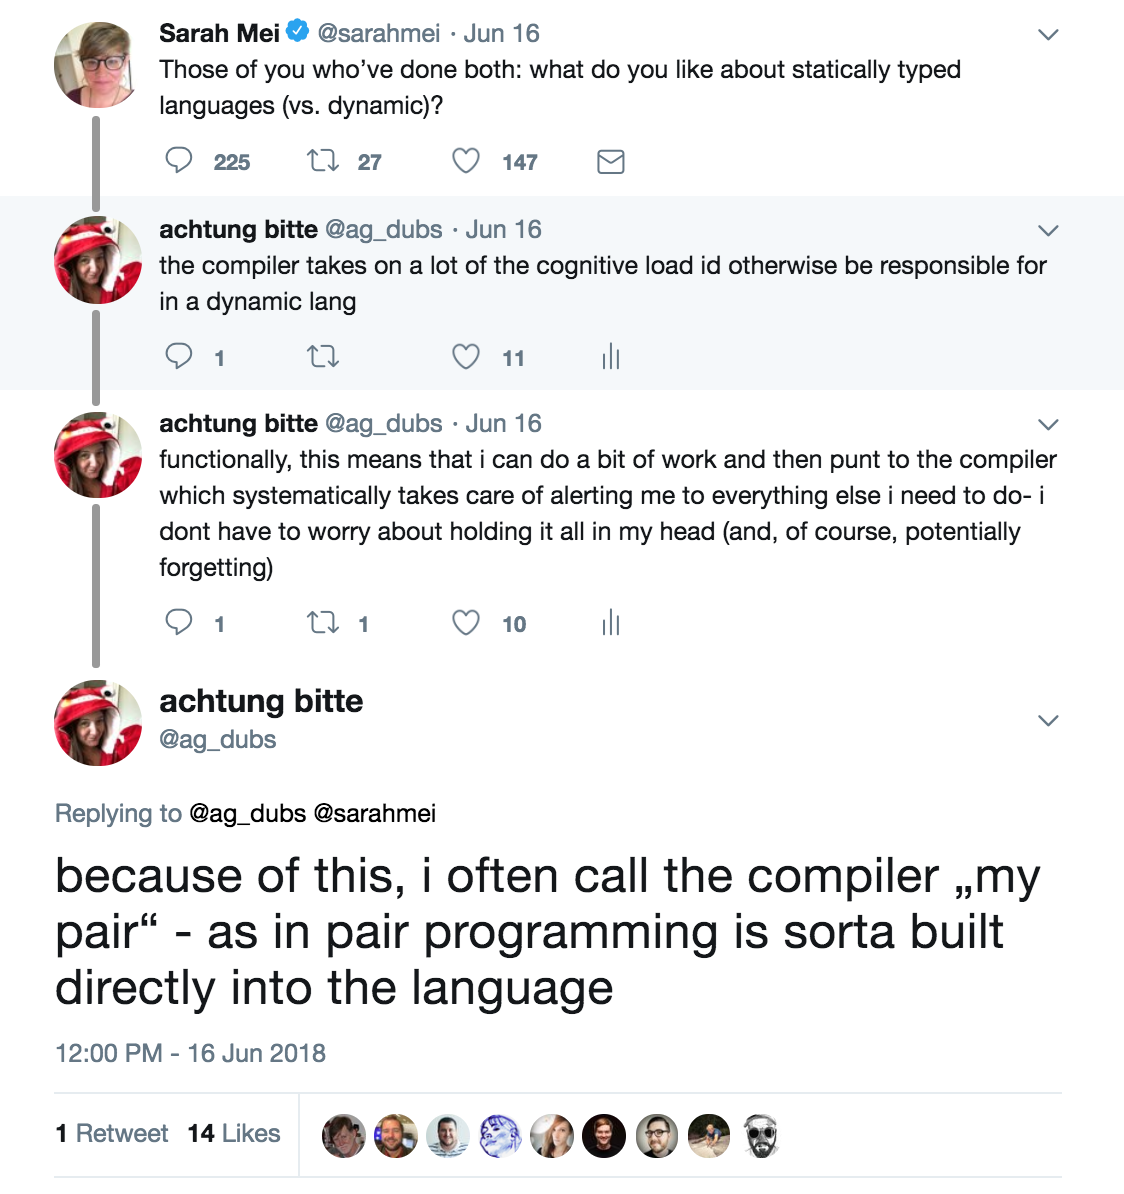 Sarah Mei @sarahmei · Jun 16
Those of you who’ve done both: what do you like about statically typed
languages (vs. dynamic)?
225 27 147
achtung bitte @ag_dubs · Jun 16
the compiler takes on a lot of the cognitive load id otherwise be responsible for
in a dynamic lang
1 11
achtung bitte @ag_dubs · Jun 16
functionally, this means that i can do a bit of work and then punt to the compiler
which systematically takes care of alerting me to everything else i need to do- i
dont have to worry about holding it all in my head (and, of course, potentially
forgetting)
1 1 10
achtung bitte
@ag_dubs
Replying to @ag_dubs @sarahmei
because of this, i often call the compiler „my
pair“ - as in pair programming is sorta built
directly into the language
12:00 PM - 16 Jun 2018
1 Retweet 14 Likes